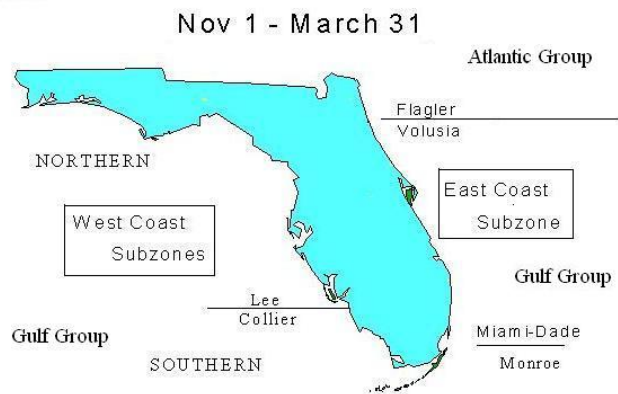 Nov 1 - March 31
Atlantic Group
Flagler
Volusia
NORTHERN
East Coast
Subzone
West Coast
Subzones
Gulf Group
Lee
Collier
Gulf Group
Miami-Dade
SOUTHERN
Monroe